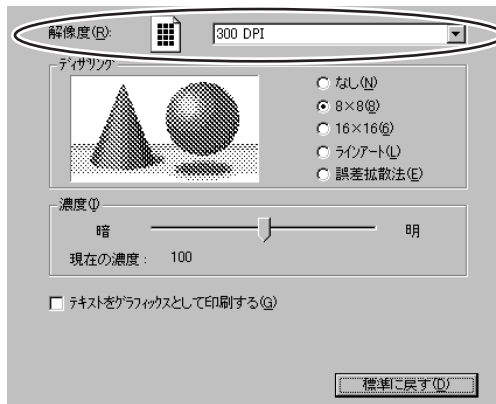 解像度(R):
300 DPI
ディザリング
なし(N)
8×8(8)
16×16(6)
ラインアート(L)
誤差拡散法(E)
濃度(I)
暗 明
現在の濃度: 100
テキストをグラフィックスとして印刷する(G)
標準に戻す(D)